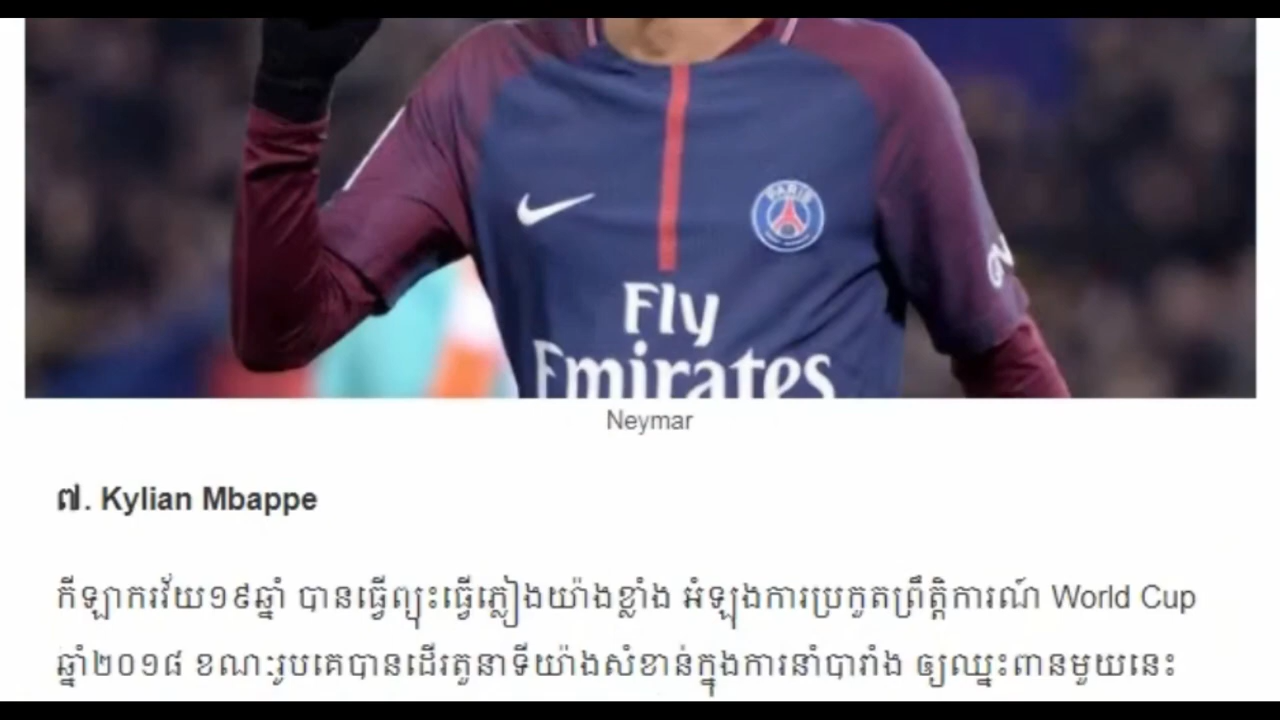 PARIS
Fly
Emirates
Neymar
៧. Kylian Mbappe
កីឡាករវ័យ១៩ឆ្នាំ បានធ្វើព្យុះធ្វើភ្លៀងយ៉ាងខ្លាំង អំឡុងការប្រកួតព្រឹត្តិការណ៍ World Cup
ឆ្នាំ២០១៨ ខណៈរូបគេបានដើរតួនាទីយ៉ាងសំខាន់ក្នុងការនាំបារាំង ឲ្យឈ្នះពានមួយនេះ